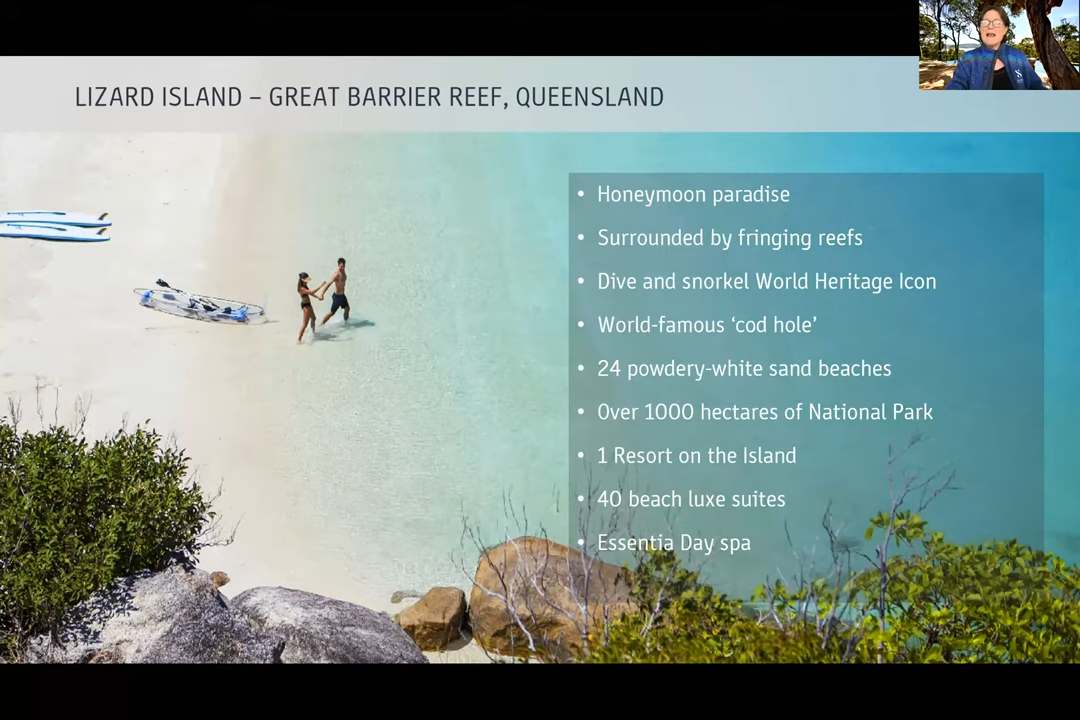 LIZARD ISLAND – GREAT BARRIER REEF, QUEENSLAND
• Honeymoon paradise
• Surrounded by fringing reefs
• Dive and snorkel World Heritage Icon
• World-famous ‘cod hole’
• 24 powdery-white sand beaches
• Over 1000 hectares of National Park
• 1 Resort on the Island
• 40 beach luxe suites
• Essentia Day spa